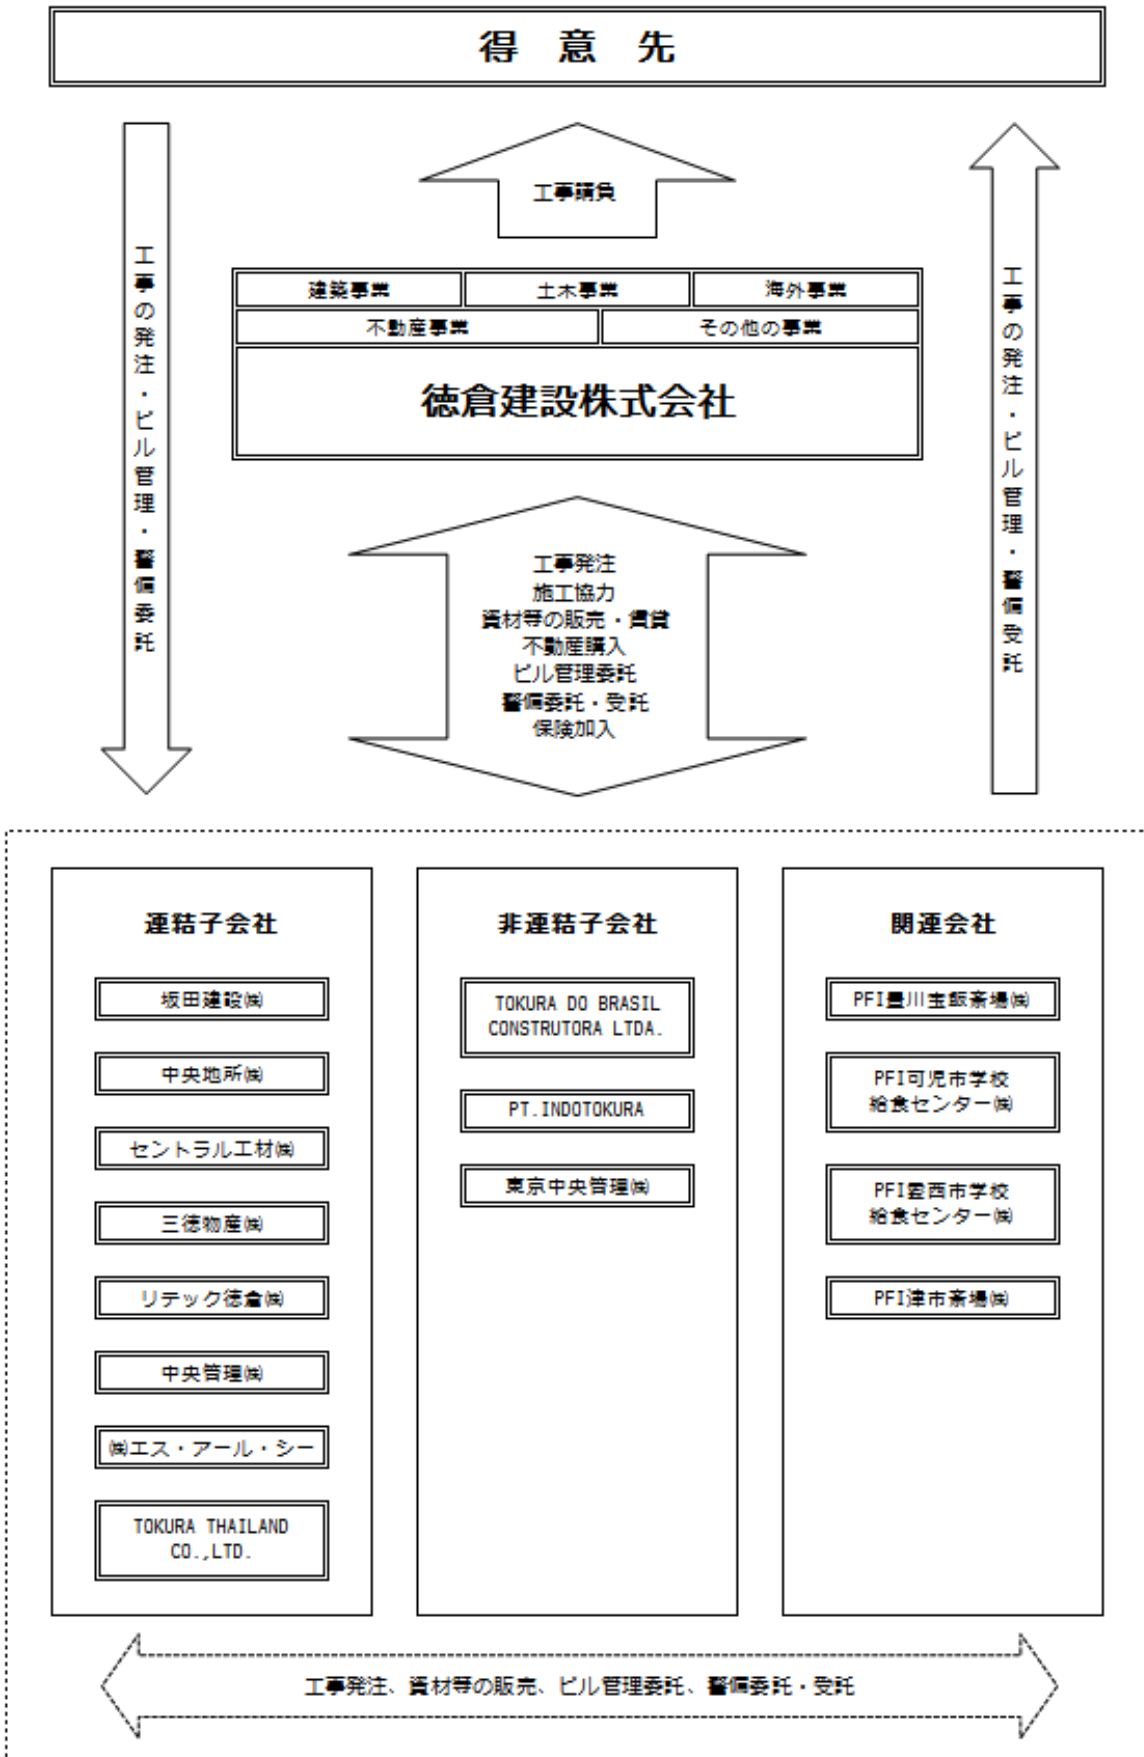 得意先
工事の発注・ビル管理・警備委託
工事請負
工事の発注・ビル管理・警備受託
建築事業
土木事業
海外事業
不動産事業
その他の事業
徳倉建設株式会社
工事発注
施工協力
資材等の販売・賃貸
不動産購入
ビル管理委託
警備委託・受託
保険加入
連結子会社
坂田建設㈱
中央地所㈱
セントラル工材㈱
三徳物産㈱
リテック徳倉㈱
中央管理㈱
㈱エス・アール・シー
TOKURA THAILAND
CO.,LTD.
非連結子会社
TOKURA DO BRASIL
CONSTRUTORA LTDA.
PT.INDOTOKURA
東京中央管理㈱
関連会社
PFI豊川宝飯斎場㈱
PFI可児市学校
給食センター㈱
PFI愛西市学校
給食センター㈱
PFI津市斎場㈱
工事発注、資材等の販売、ビル管理委託、警備委託・受託